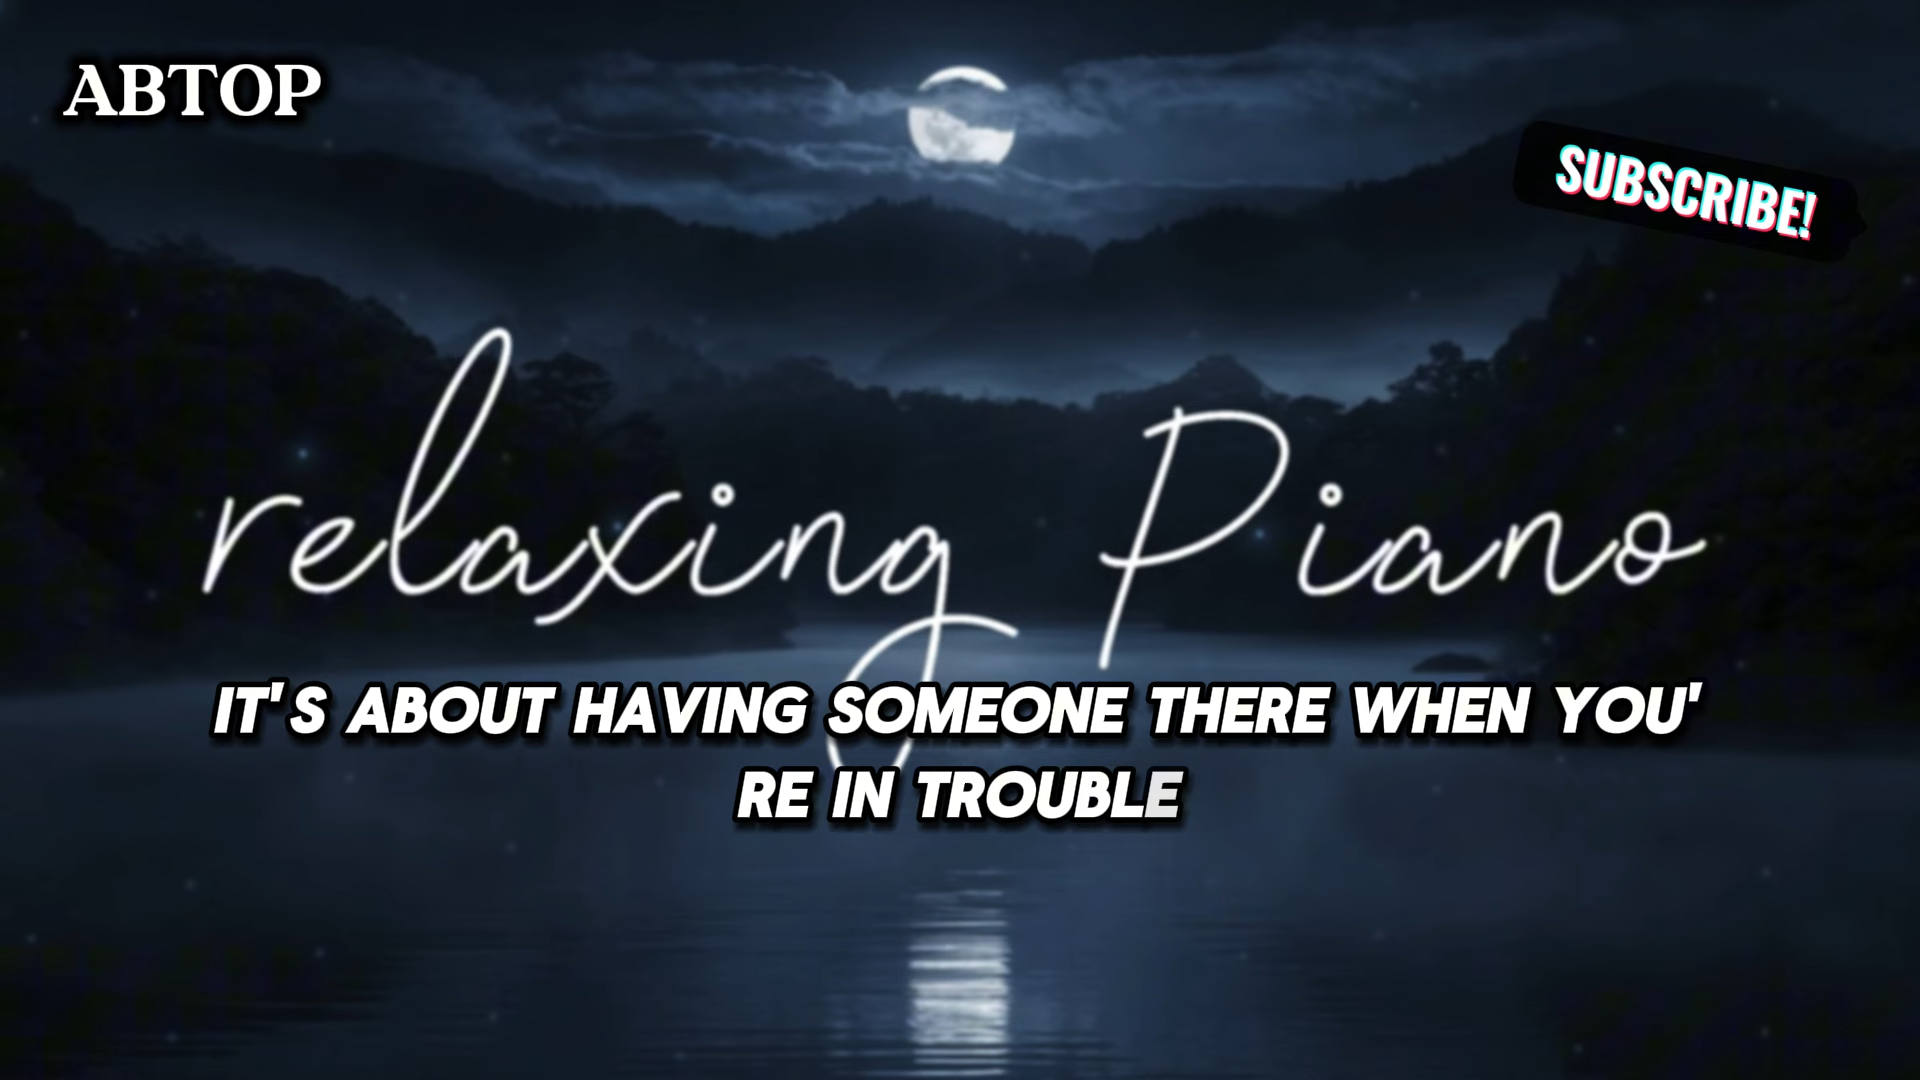 ABTOP
SUBSCRIBE!
relaxing Piano
IT'S ABOUT HAVING SOMEONE THERE WHEN YOU'
RE IN TROUBLE